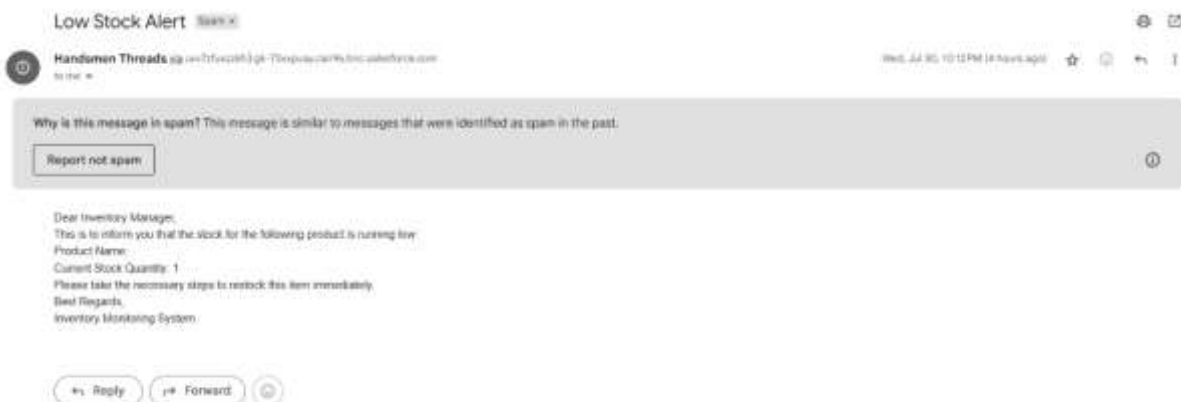 Low Stock Alert Spam ×
Handsmen Threads
Wed, Jul 30, 10:12 PM (4 hours ago)
to me
Why is this message in spam? This message is similar to messages that were identified as spam in the past.
Report not spam
Dear Inventory Manager,
This is to inform you that the stock for the following product is running low
Product Name:
Current Stock Quantity: 1
Please take the necessary steps to restock this item immediately.
Best Regards,
Inventory Monitoring System
Reply
Forward